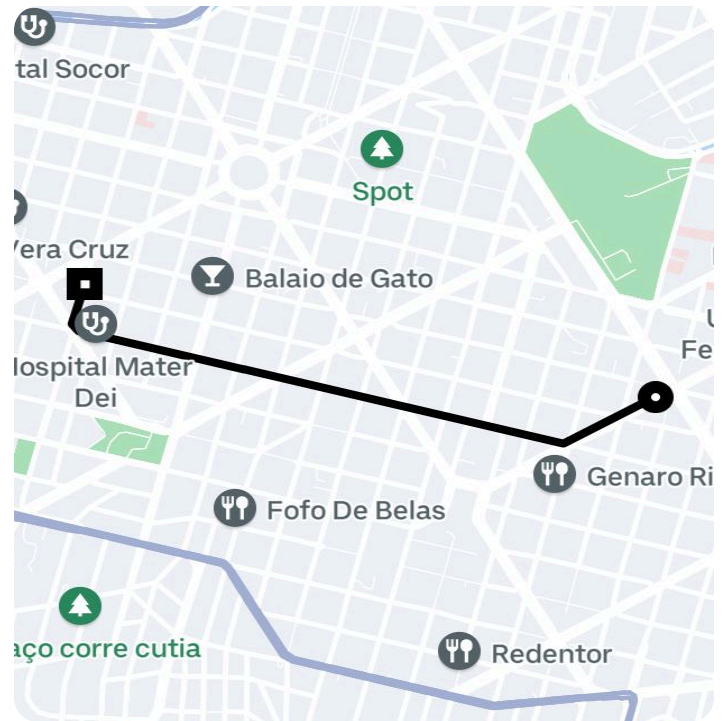 tal Socor
Spot
Vera Cruz
Balaio de Gato
Hospital Mater
Dei
Fe
Genaro Ri
Fofo De Belas
aço corre cutia
Redentor